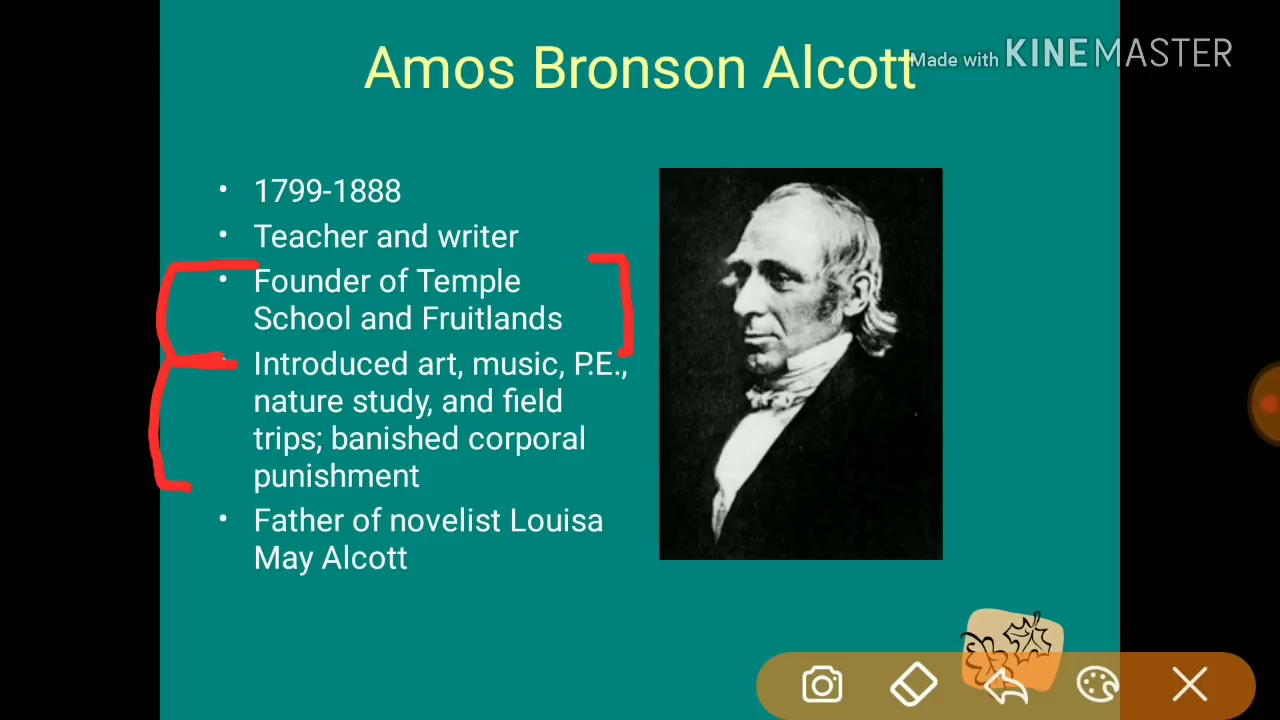 Amos Bronson Alcott
Made with KINEMASTER
• 1799-1888
• Teacher and writer
• Founder of Temple
School and Fruitlands
Introduced art, music, P.E.,
nature study, and field
trips; banished corporal
punishment
• Father of novelist Louisa
May Alcott